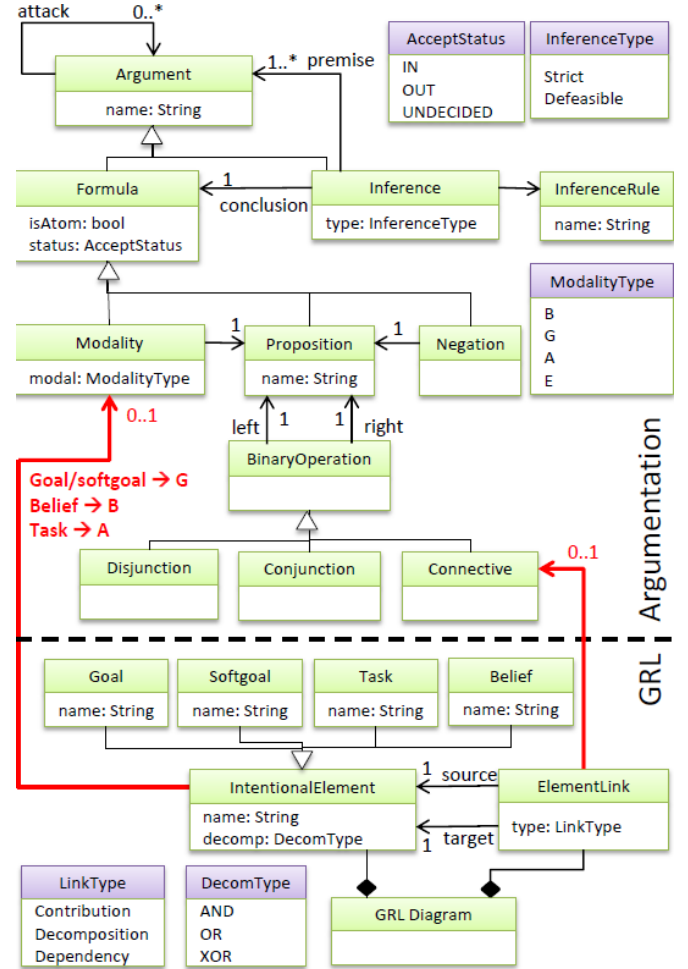 attack 0..*
Argument
name: String
1..* premise
AcceptStatus
IN
OUT
UNDECIDED
InferenceType
Strict
Defeasible
Formula
isAtom: bool
status: AcceptStatus
1
conclusion
Inference
type: InferenceType
InferenceRule
name: String
Modality
modal: ModalityType
1
Proposition
name: String
1
Negation
ModalityType
B
G
A
E
0..1
left 1
1 right
Goal/softgoal → G
Belief → B
Task → A
BinaryOperation
Disjunction
Conjunction
Connective
0..1
Argumentation
GRL
Goal
name: String
Softgoal
name: String
Task
name: String
Belief
name: String
IntentionalElement
name: String
decomp: DecomType
1 source
target
1
ElementLink
type: LinkType
LinkType
Contribution
Decomposition
Dependency
DecomType
AND
OR
XOR
GRL Diagram